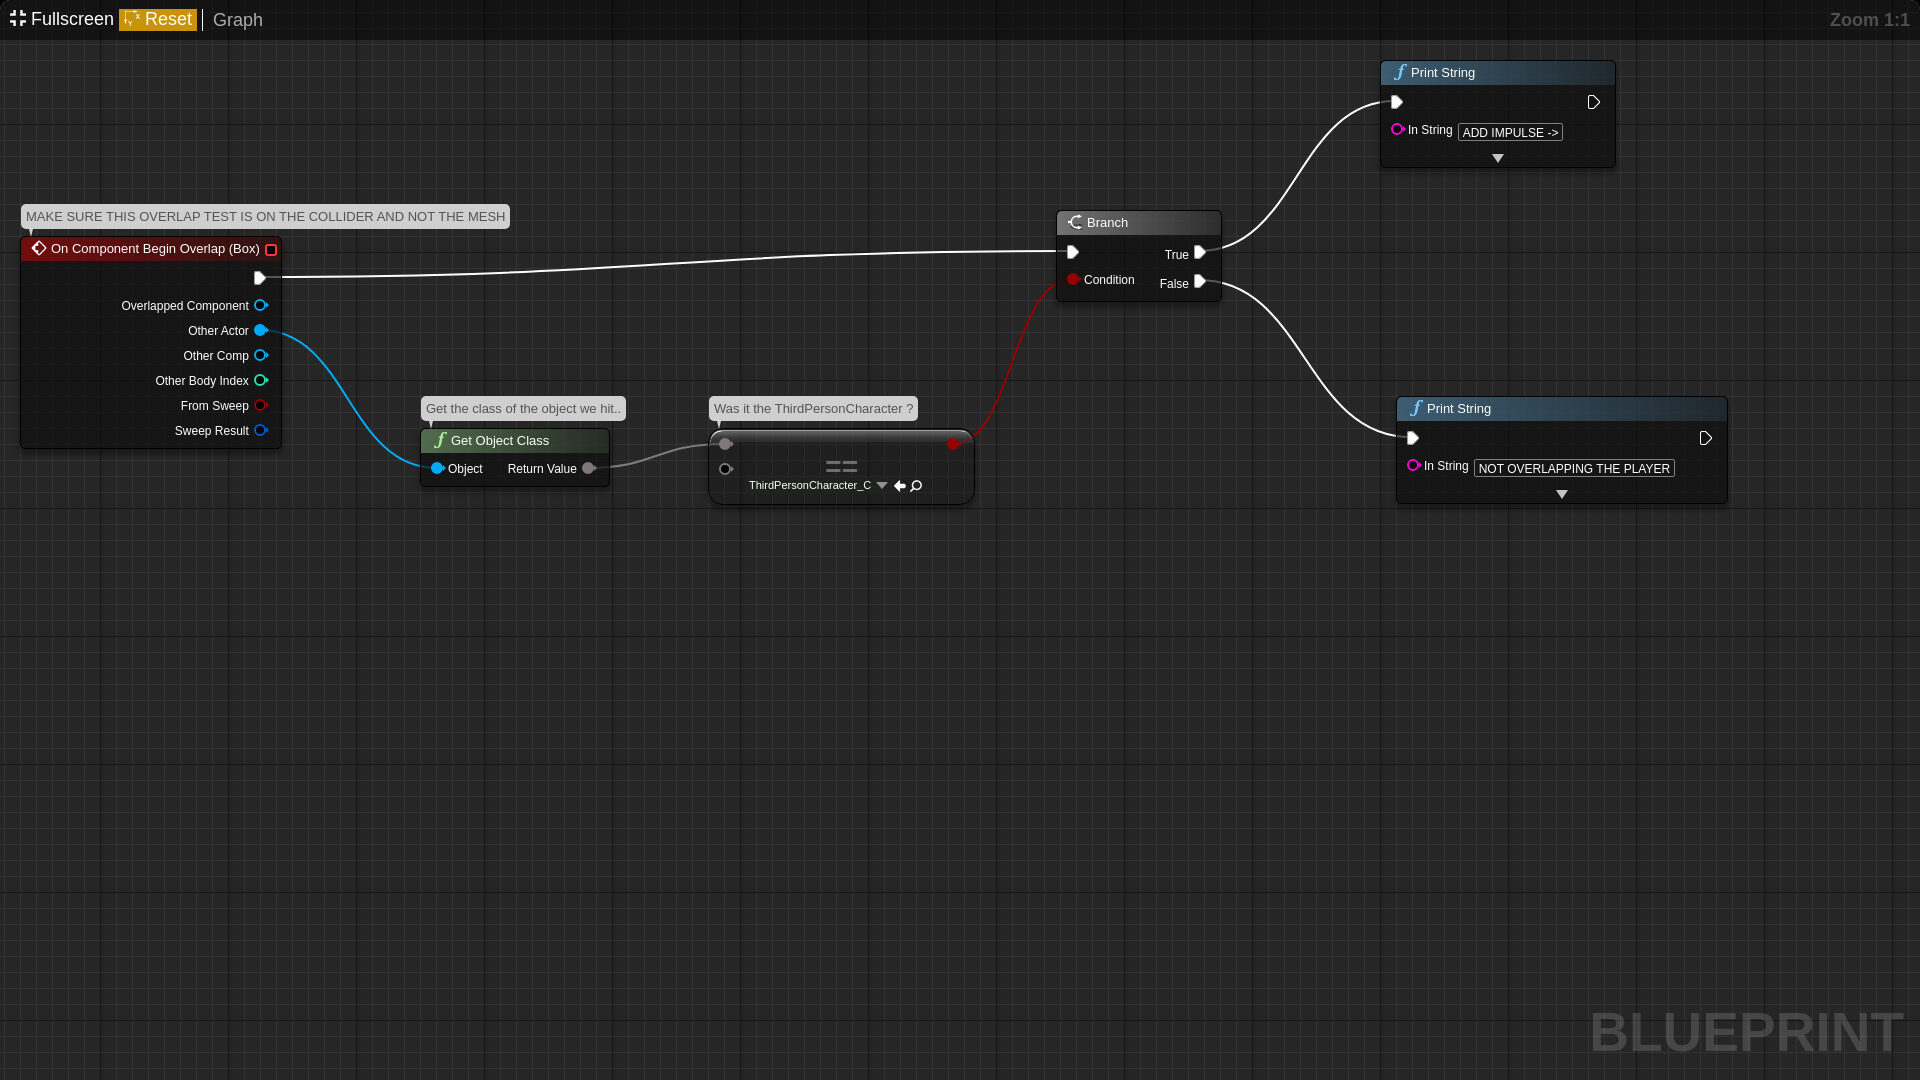 Fullscreen Reset Graph Zoom 1:1
Print String
In String ADD IMPULSE ->
MAKE SURE THIS OVERLAP TEST IS ON THE COLLIDER AND NOT THE MESH
On Component Begin Overlap (Box)
Overlapped Component
Other Actor
Other Comp
Other Body Index
From Sweep
Sweep Result
Get the class of the object we hit..
Get Object Class
Object Return Value
Was it the ThirdPersonCharacter ?
==
ThirdPersonCharacter_C
Branch
True
Condition
False
Print String
In String NOT OVERLAPPING THE PLAYER
BLUEPRINT